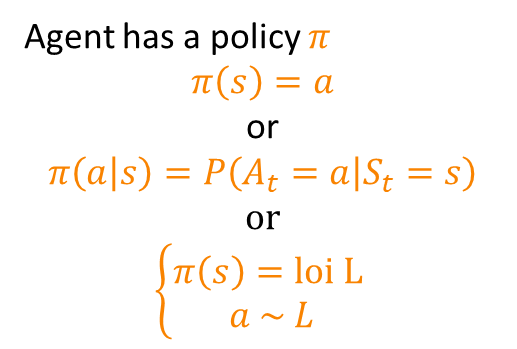 Agent has a policy π
π(s) = a
or
π(a|s) = P(A_t = a|S_t = s)
or
π(s) = loi L
a ~ L